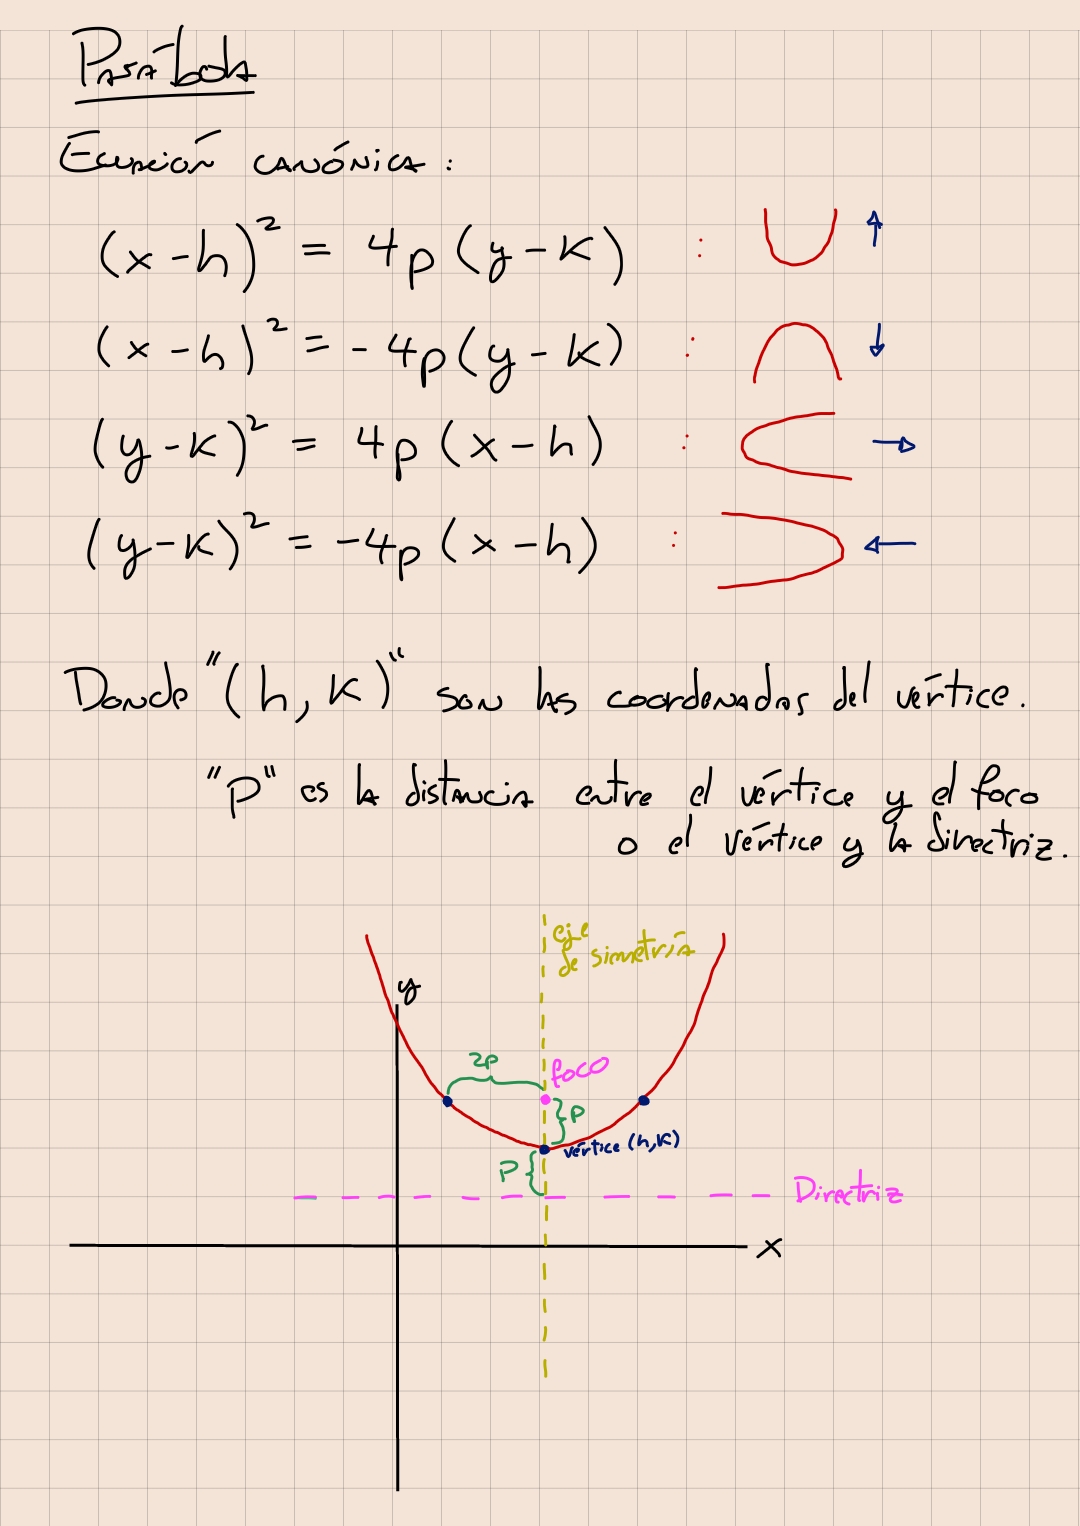 Parábola
Ecuación canónica:
(x-h)² = 4p(y-k) :
(x-h)² = -4p(y-k) :
(y-k)² = 4p(x-h) :
(y-k)² = -4p(x-h) :
Donde "(h, k)" son las coordenadas del vértice.
"p" es la distancia entre el vértice y el foco
o el vértice y la directriz.
eje
de simetría
y
2p
foco
p
vértice (h,k)
p
Directriz
x